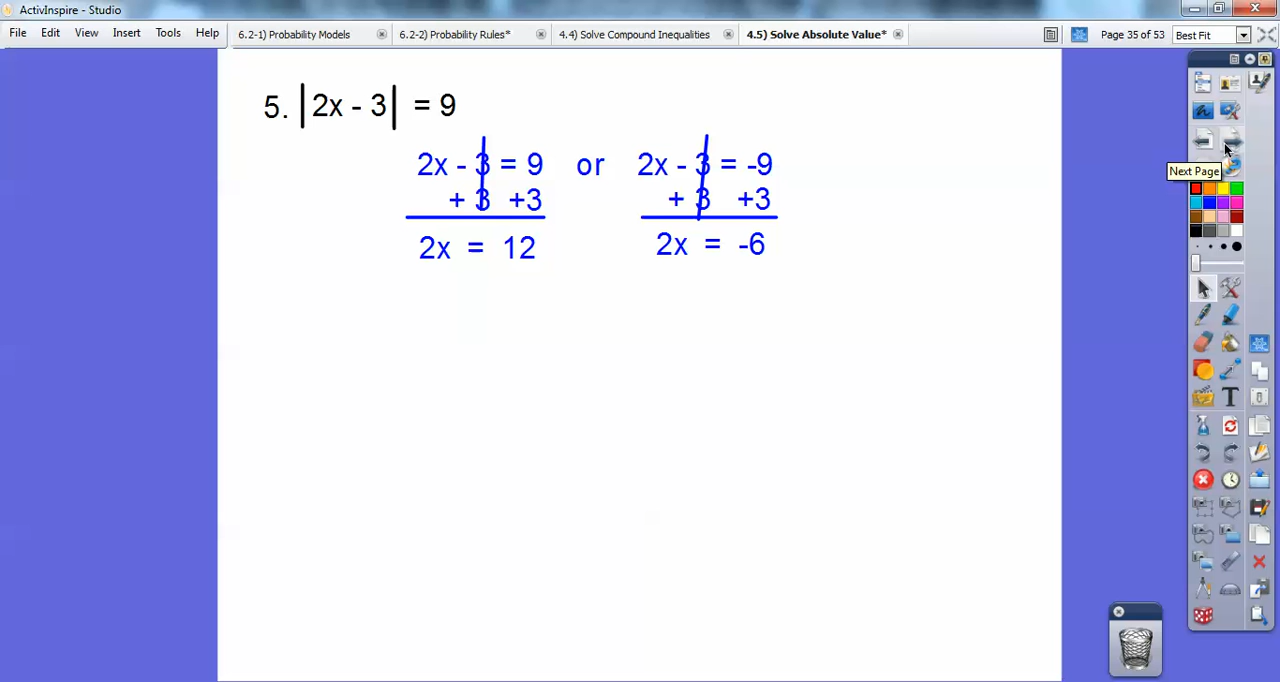 ActivInspire - Studio
File Edit View Insert Tools Help
6.2-1) Probability Models 6.2-2) Probability Rules* 4.4) Solve Compound Inequalities 4.5) Solve Absolute Value*
Page 35 of 53 Best Fit
5. |2x - 3| = 9
2x - 3 = 9 or 2x - 3 = -9
+ 3 +3 + 3 +3
2x = 12 2x = -6
Next Page
T